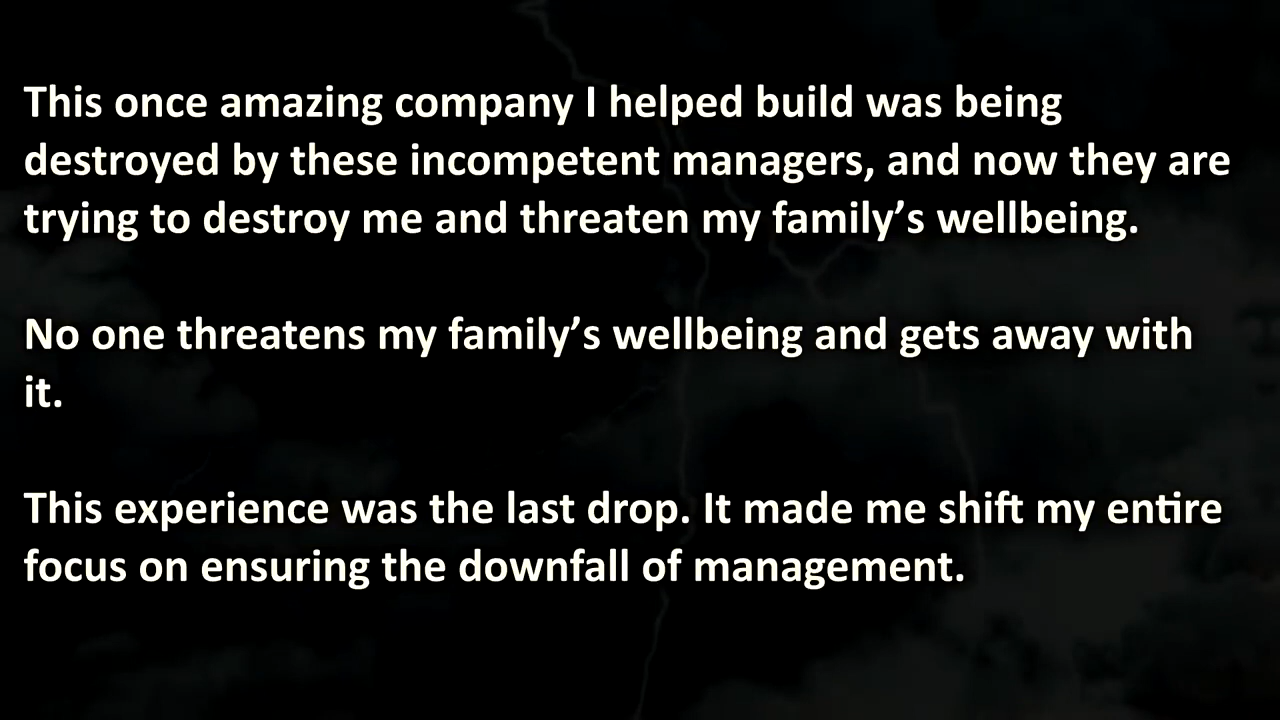 This once amazing company I helped build was being
destroyed by these incompetent managers, and now they are
trying to destroy me and threaten my family’s wellbeing.
No one threatens my family’s wellbeing and gets away with
it.
This experience was the last drop. It made me shift my entire
focus on ensuring the downfall of management.